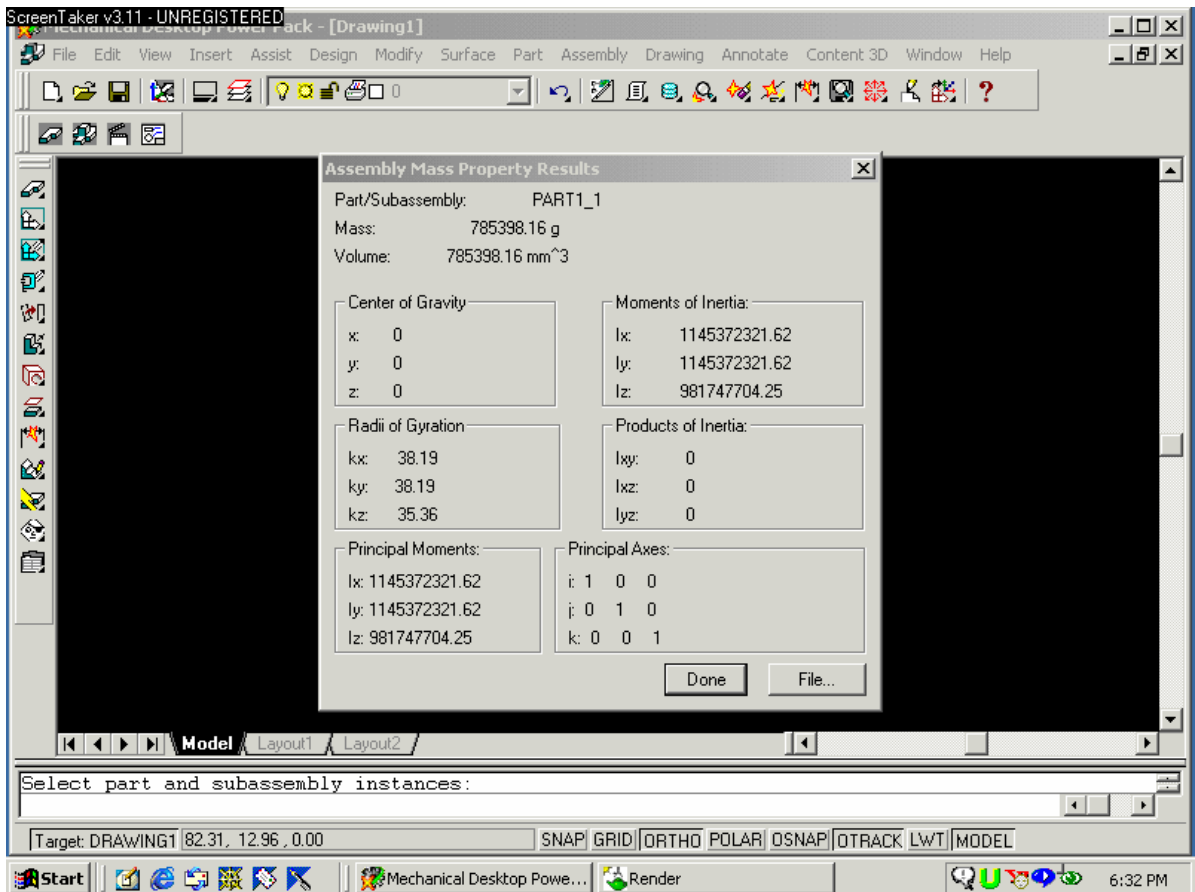 ScreenTaker v3.11 - UNREGISTERED
Mechanical Desktop Power Pack - [Drawing1]
File Edit View Insert Assist Design Modify Surface Part Assembly Drawing Annotate Content 3D Window Help
0
Assembly Mass Property Results
Part/Subassembly: PART1_1
Mass: 785398.16 g
Volume: 785398.16 mm^3
Center of Gravity
x: 0
y: 0
z: 0
Moments of Inertia:
Ix: 1145372321.62
Iy: 1145372321.62
Iz: 981747704.25
Radii of Gyration
kx: 38.19
ky: 38.19
kz: 35.36
Products of Inertia:
Ixy: 0
Ixz: 0
Iyz: 0
Principal Moments:
Ix: 1145372321.62
Iy: 1145372321.62
Iz: 981747704.25
Principal Axes:
i: 1 0 0
j: 0 1 0
k: 0 0 1
Done File...
Model Layout1 Layout2
Select part and subassembly instances:
Target: DRAWING1 82.31, 12.96 , 0.00 SNAP GRID ORTHO POLAR OSNAP OTRACK LWT MODEL
Start Mechanical Desktop Powe... Render 6:32 PM